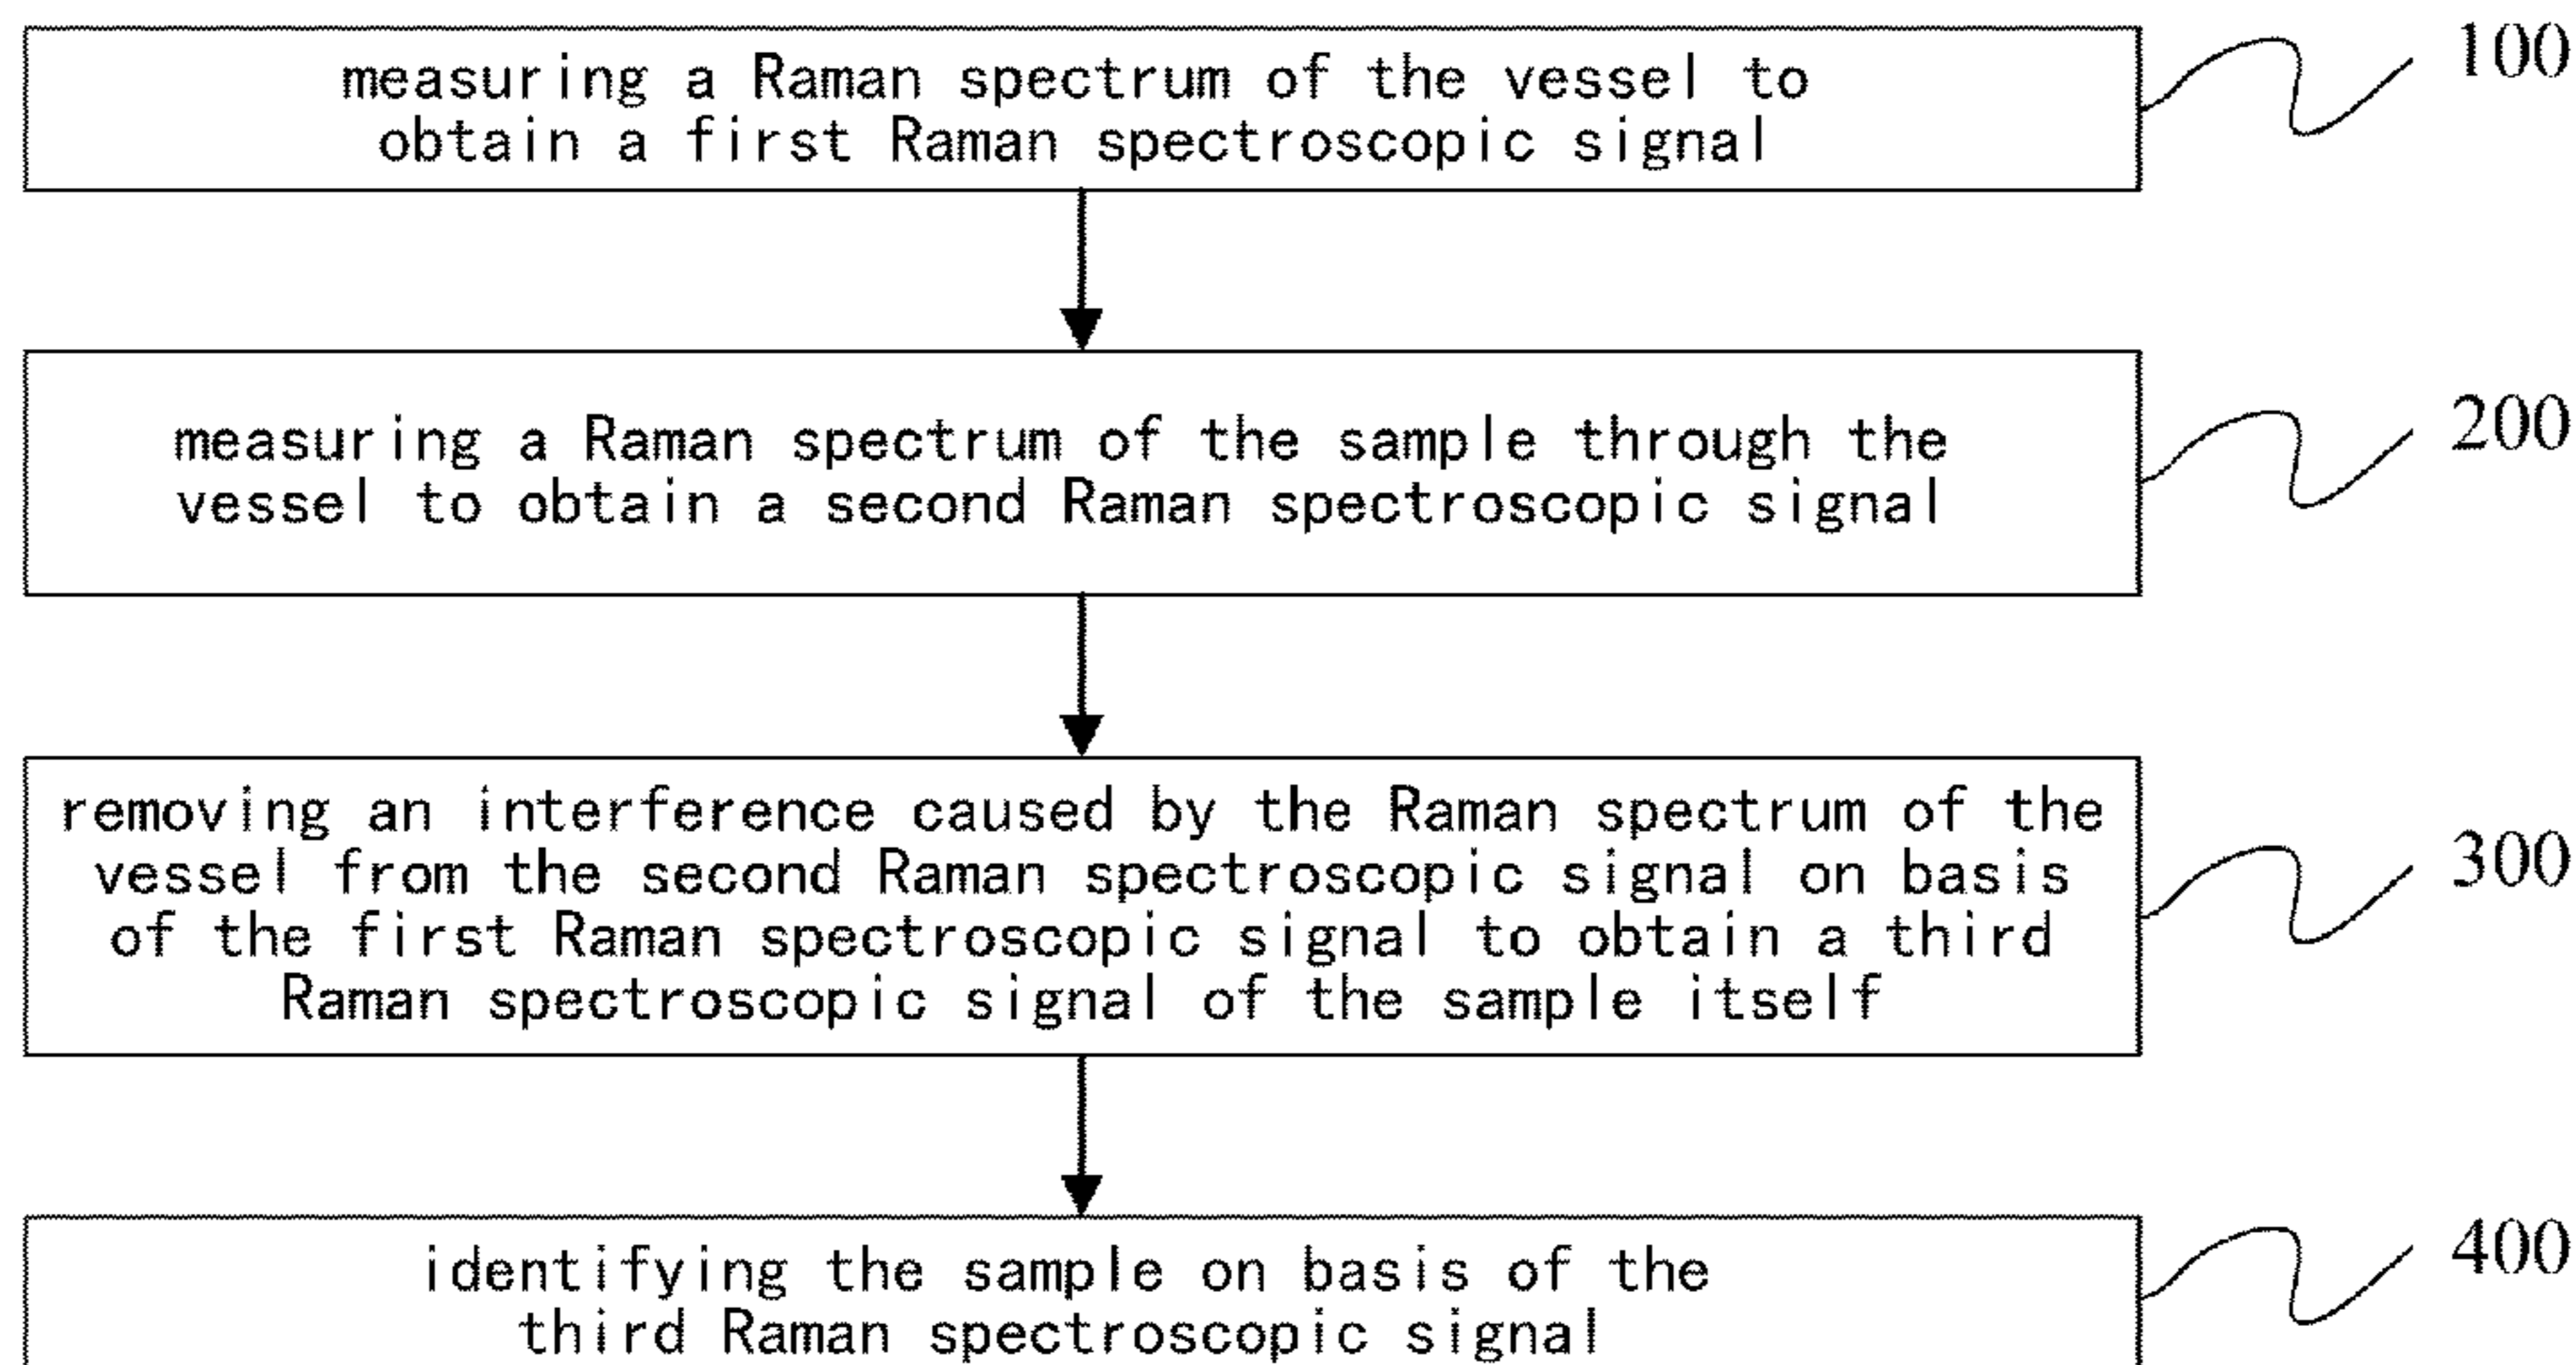 measuring a Raman spectrum of the vessel to
obtain a first Raman spectroscopic signal
100
measuring a Raman spectrum of the sample through the
vessel to obtain a second Raman spectroscopic signal
200
removing an interference caused by the Raman spectrum of the
vessel from the second Raman spectroscopic signal on basis
of the first Raman spectroscopic signal to obtain a third
Raman spectroscopic signal of the sample itself
300
identifying the sample on basis of the
third Raman spectroscopic signal
400